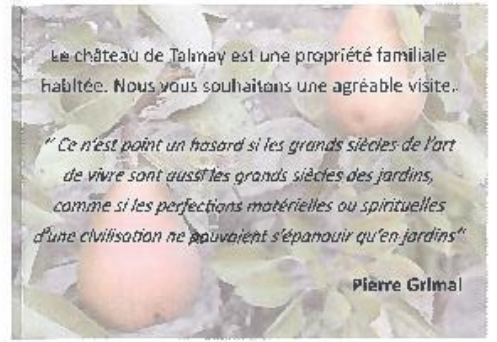 Le château de Talmay est une propriété familiale
habitée. Nous vous souhaitons une agréable visite.
" Ce n'est point un hasard si les grands siècles de l'art
de vivre sont aussi les grands siècles des jardins,
comme si les perfections matérielles ou spirituelles
d'une civilisation ne pouvaient s'épanouir qu'en jardins"
Pierre Grimal